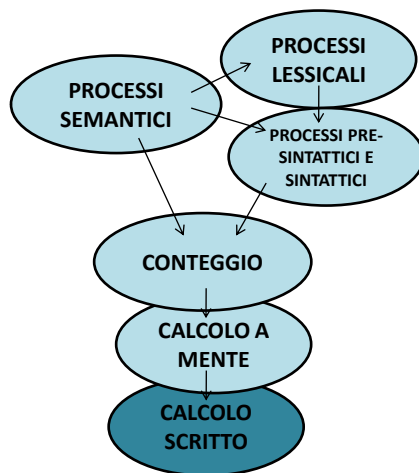 PROCESSI
LESSICALI
PROCESSI
SEMANTICI
PROCESSI PRE-
SINTATTICI E
SINTATTICI
CONTEGGIO
CALCOLO A
MENTE
CALCOLO
SCRITTO